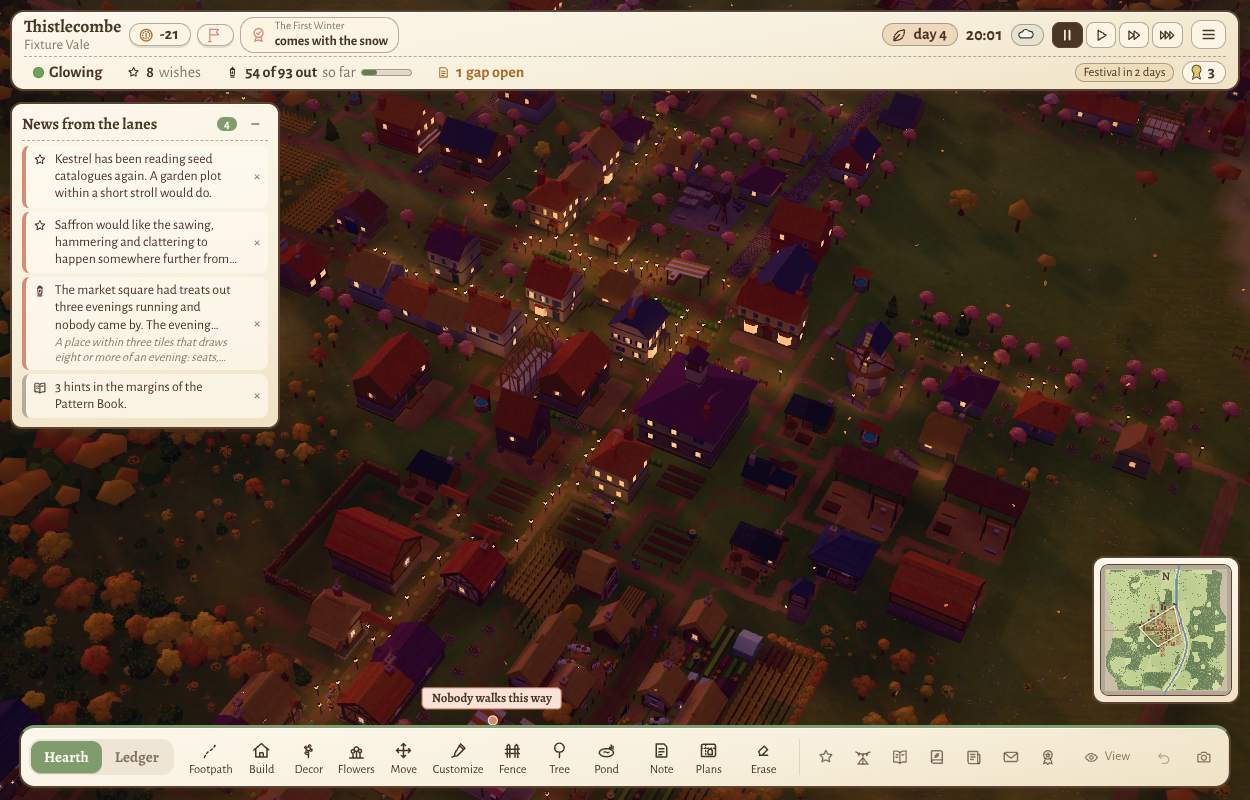 Thistlecombe
Fixture Vale
-21
The First Winter
comes with the snow
day 4
20:01
Glowing
8 wishes
54 of 93 out so far
1 gap open
Festival in 2 days
3
News from the lanes
4
Kestrel has been reading seed
catalogues again. A garden plot
within a short stroll would do.
Saffron would like the sawing,
hammering and clattering to
happen somewhere further from…
The market square had treats out
three evenings running and
nobody came by. The evening…
A place within three tiles that draws
eight or more of an evening: seats,…
3 hints in the margins of the
Pattern Book.
N
Nobody walks this way
Hearth
Ledger
Footpath
Build
Decor
Flowers
Move
Customize
Fence
Tree
Pond
Note
Plans
Erase
View